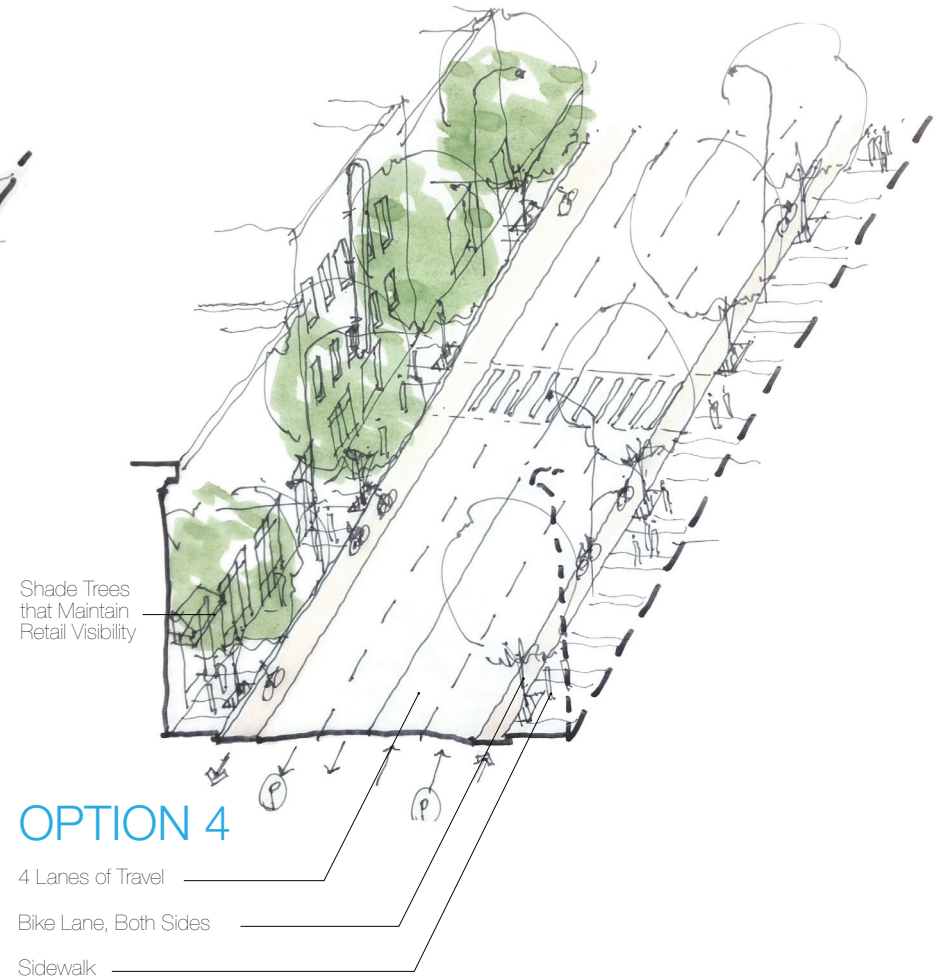 Shade Trees
that Maintain
Retail Visibility
P
P
OPTION 4
4 Lanes of Travel
Bike Lane, Both Sides
Sidewalk